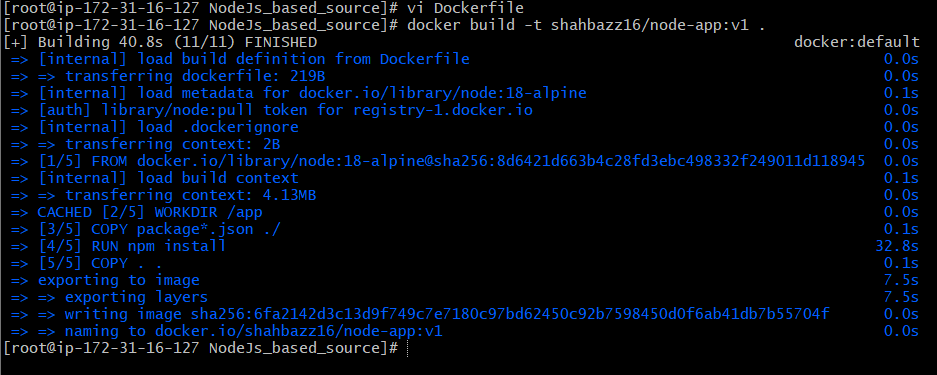 [root@ip-172-31-16-127 NodeJs_based_source]# vi Dockerfile
[root@ip-172-31-16-127 NodeJs_based_source]# docker build -t shahbazz16/node-app:v1 .
[+] Building 40.8s (11/11) FINISHED docker:default
=> [internal] load build definition from Dockerfile 0.0s
=> => transferring dockerfile: 219B 0.0s
=> [internal] load metadata for docker.io/library/node:18-alpine 0.1s
=> [auth] library/node:pull token for registry-1.docker.io 0.0s
=> [internal] load .dockerignore 0.0s
=> => transferring context: 2B 0.0s
=> [1/5] FROM docker.io/library/node:18-alpine@sha256:8d6421d663b4c28fd3ebc498332f249011d118945 0.0s
=> [internal] load build context 0.1s
=> => transferring context: 4.13MB 0.0s
=> CACHED [2/5] WORKDIR /app 0.0s
=> [3/5] COPY package*.json ./ 0.1s
=> [4/5] RUN npm install 32.8s
=> [5/5] COPY . . 0.1s
=> exporting to image 7.5s
=> => exporting layers 7.5s
=> => writing image sha256:6fa2142d3c13d9f749c7e7180c97bd62450c92b7598450d0f6ab41db7b55704f 0.0s
=> => naming to docker.io/shahbazz16/node-app:v1 0.0s
[root@ip-172-31-16-127 NodeJs_based_source]#